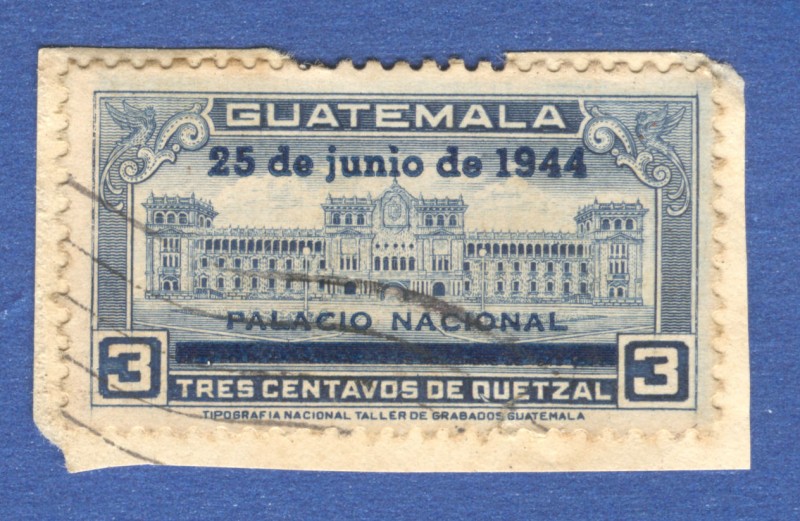 GUATEMALA
25 de junio de 1944
PALACIO NACIONAL
3 3
TRES CENTAVOS DE QUETZAL
TIPOGRAFIA NACIONAL TALLER DE GRABADOS GUATEMALA